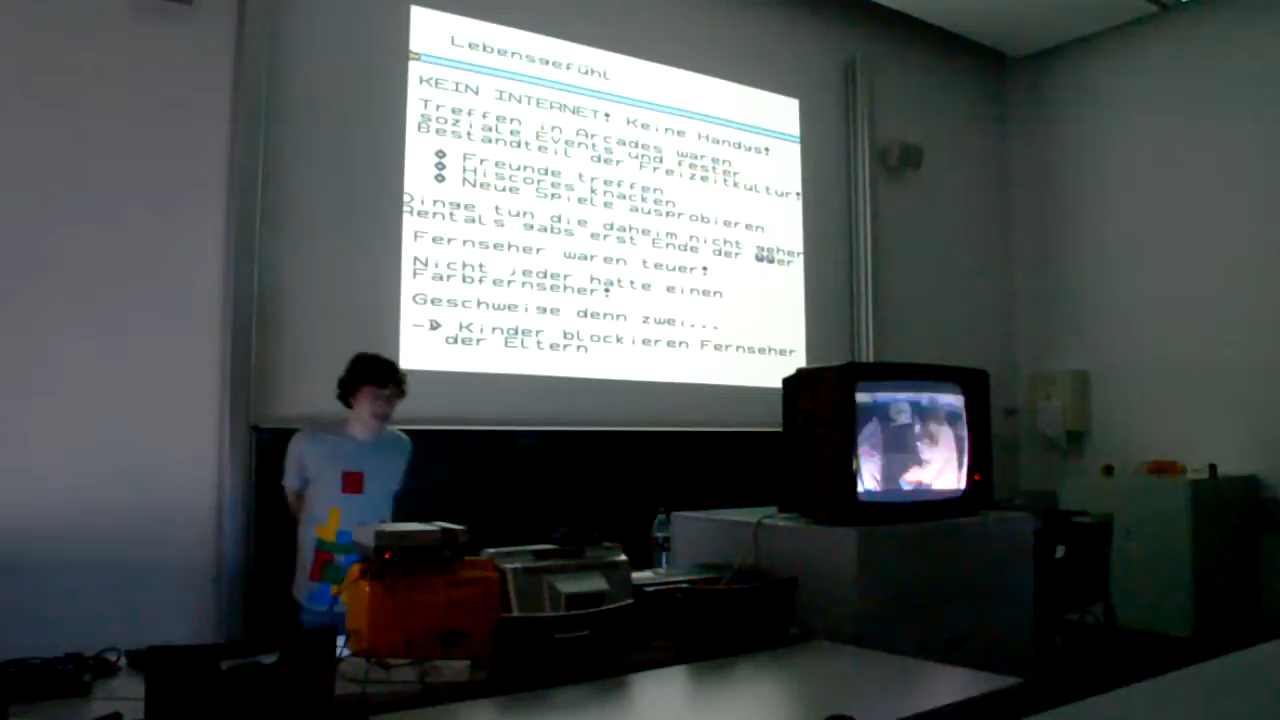 Lebensgefühl
KEIN INTERNET! Keine Handys!
Treffen in Arcades waren
soziale Events und fester
Bestandteil der Freizeitkultur!
Freunde treffen
Hiscores knacken
Neue Spiele ausprobieren
Dinge tun die daheim nicht gehen
Rentals gabs erst Ende der 80er
Fernseher waren teuer!
Nicht jeder hatte einen
Farbfernseher!
Geschweige denn zwei...
-> Kinder blockieren Fernseher
der Eltern